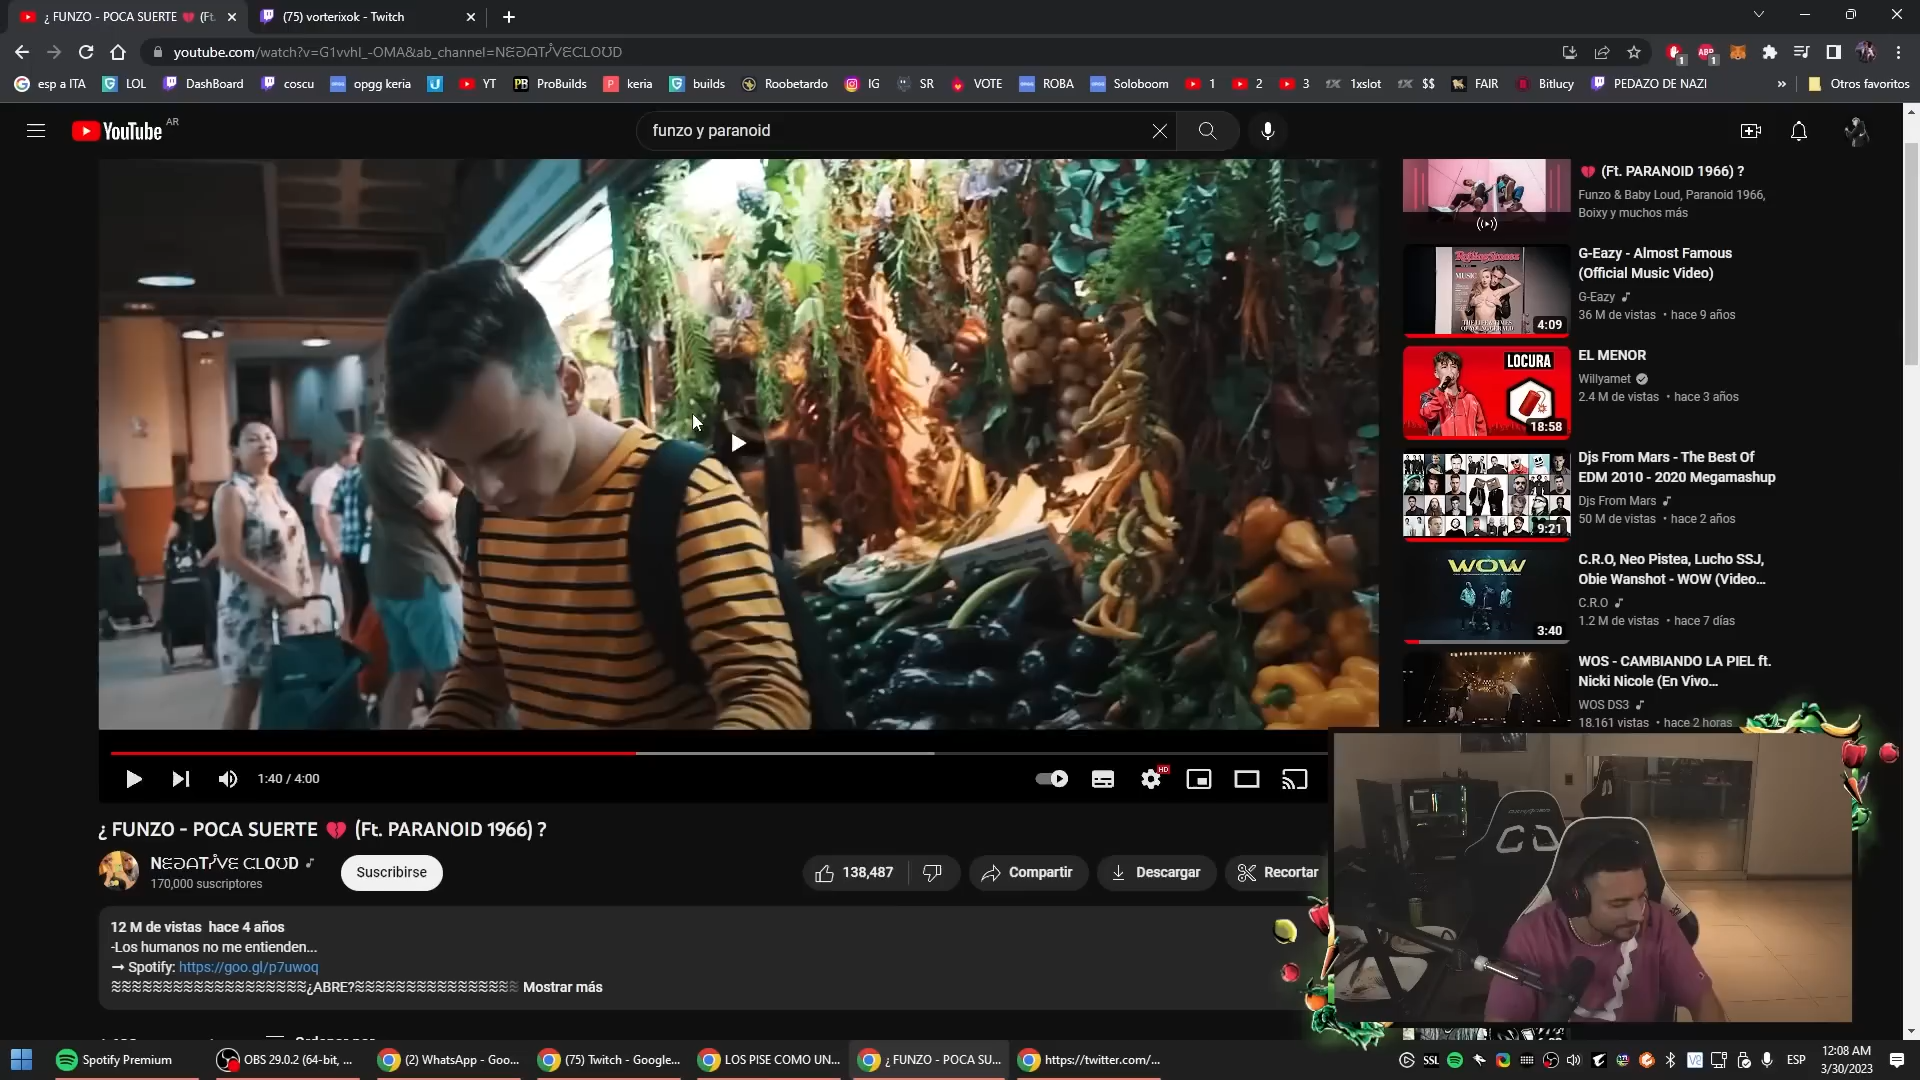 ¿ FUNZO - POCA SUERTE 💔 (Ft.
(75) vorterixok - Twitch
youtube.com/watch?v=G1vvhI_-OMA&ab_channel=NᕮᘐᗩTᓰᐯᕮᑕLOᑌD
esp a ITA
LOL
DashBoard
coscu
opgg keria
YT
ProBuilds
keria
builds
Roobetardo
IG
SR
VOTE
ROBA
Soloboom
1
2
3
1xslot
$$
FAIR
Bitlucy
PEDAZO DE NAZI
Otros favoritos
YouTube AR
funzo y paranoid
💔 (Ft. PARANOID 1966) ?
Funzo & Baby Loud, Paranoid 1966,
Boixy y muchos más
G-Eazy - Almost Famous
(Official Music Video)
G-Eazy
36 M de vistas • hace 9 años
4:09
EL MENOR
Willyamet
2.4 M de vistas • hace 3 años
LOCURA
18:58
Djs From Mars - The Best Of
EDM 2010 - 2020 Megamashup
Djs From Mars
50 M de vistas • hace 2 años
9:21
C.R.O, Neo Pistea, Lucho SSJ,
Obie Wanshot - WOW (Video...
C.R.O
1.2 M de vistas • hace 7 días
WOW
3:40
WOS - CAMBIANDO LA PIEL ft.
Nicki Nicole (En Vivo...
WOS DS3
18.161 vistas • hace 2 horas
1:40 / 4:00
HD
¿ FUNZO - POCA SUERTE 💔 (Ft. PARANOID 1966) ?
NᕮᘐᗩTᓰᐯᕮ ᑕLOᑌD
170,000 suscriptores
Suscribirse
138,487
Compartir
Descargar
Recortar
12 M de vistas hace 4 años
-Los humanos no me entienden...
→ Spotify: https://goo.gl/p7uwoq
≋≋≋≋≋≋≋≋≋≋≋≋≋≋≋≋≋≋≋¿ABRE?≋≋≋≋≋≋≋≋≋≋≋≋≋≋≋≋ Mostrar más
Spotify Premium
OBS 29.0.2 (64-bit, ...
(2) WhatsApp - Goo...
(75) Twitch - Google...
LOS PISE COMO UN...
¿ FUNZO - POCA SU...
https://twitter.com/...
SSL
ESP
12:08 AM
3/30/2023